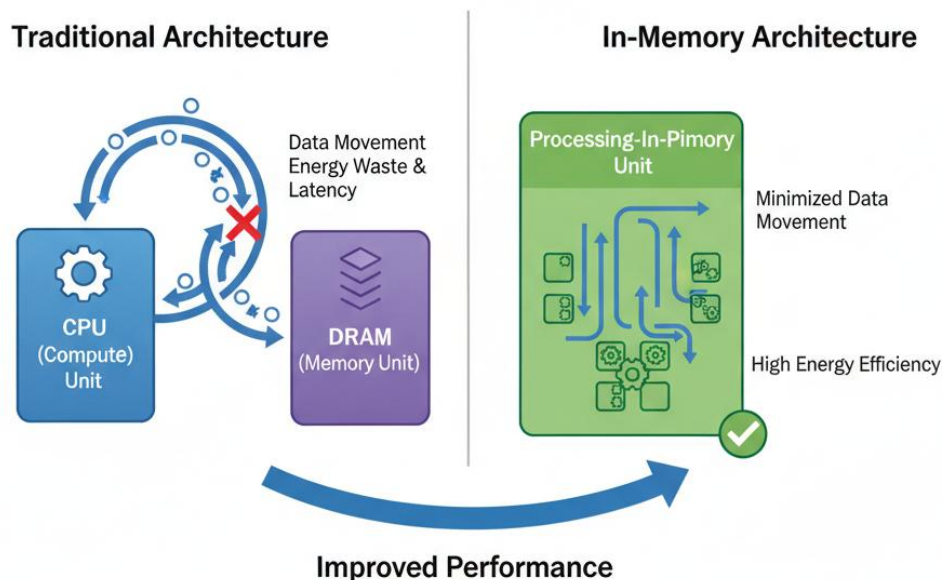 Traditional Architecture
In-Memory Architecture
Data Movement
Energy Waste &
Latency
CPU
(Compute)
Unit
DRAM
(Memory Unit)
Processing-In-Pimory
Unit
Minimized Data
Movement
High Energy Efficiency
Improved Performance